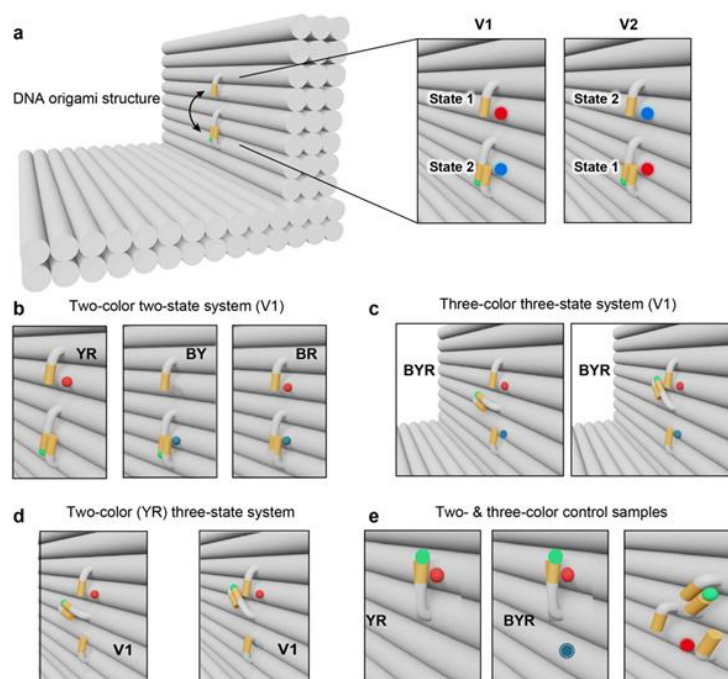 a
V1
V2
DNA origami structure
State 1
State 2
State 2
State 1
b
Two-color two-state system (V1)
YR
BY
BR
c
Three-color three-state system (V1)
BYR
BYR
d
Two-color (YR) three-state system
V1
V1
e
Two- & three-color control samples
YR
BYR